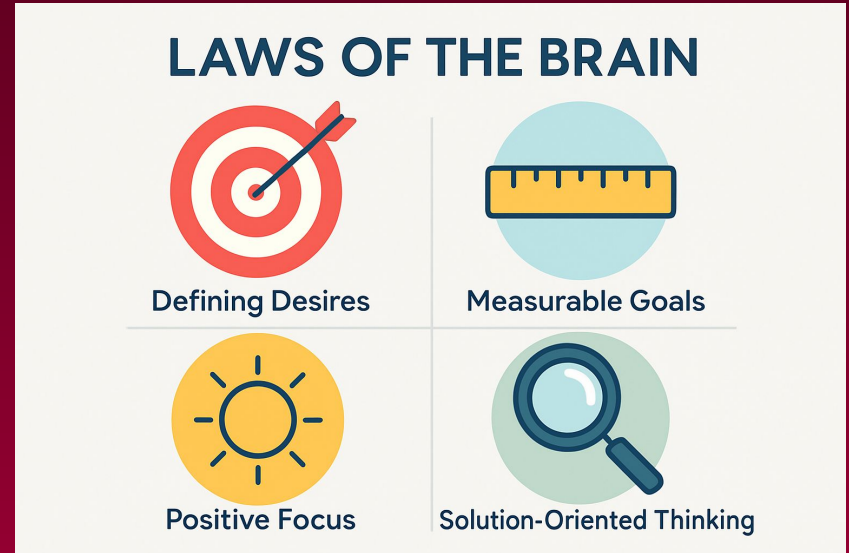 LAWS OF THE BRAIN
Defining Desires
Measurable Goals
Positive Focus
Solution-Oriented Thinking